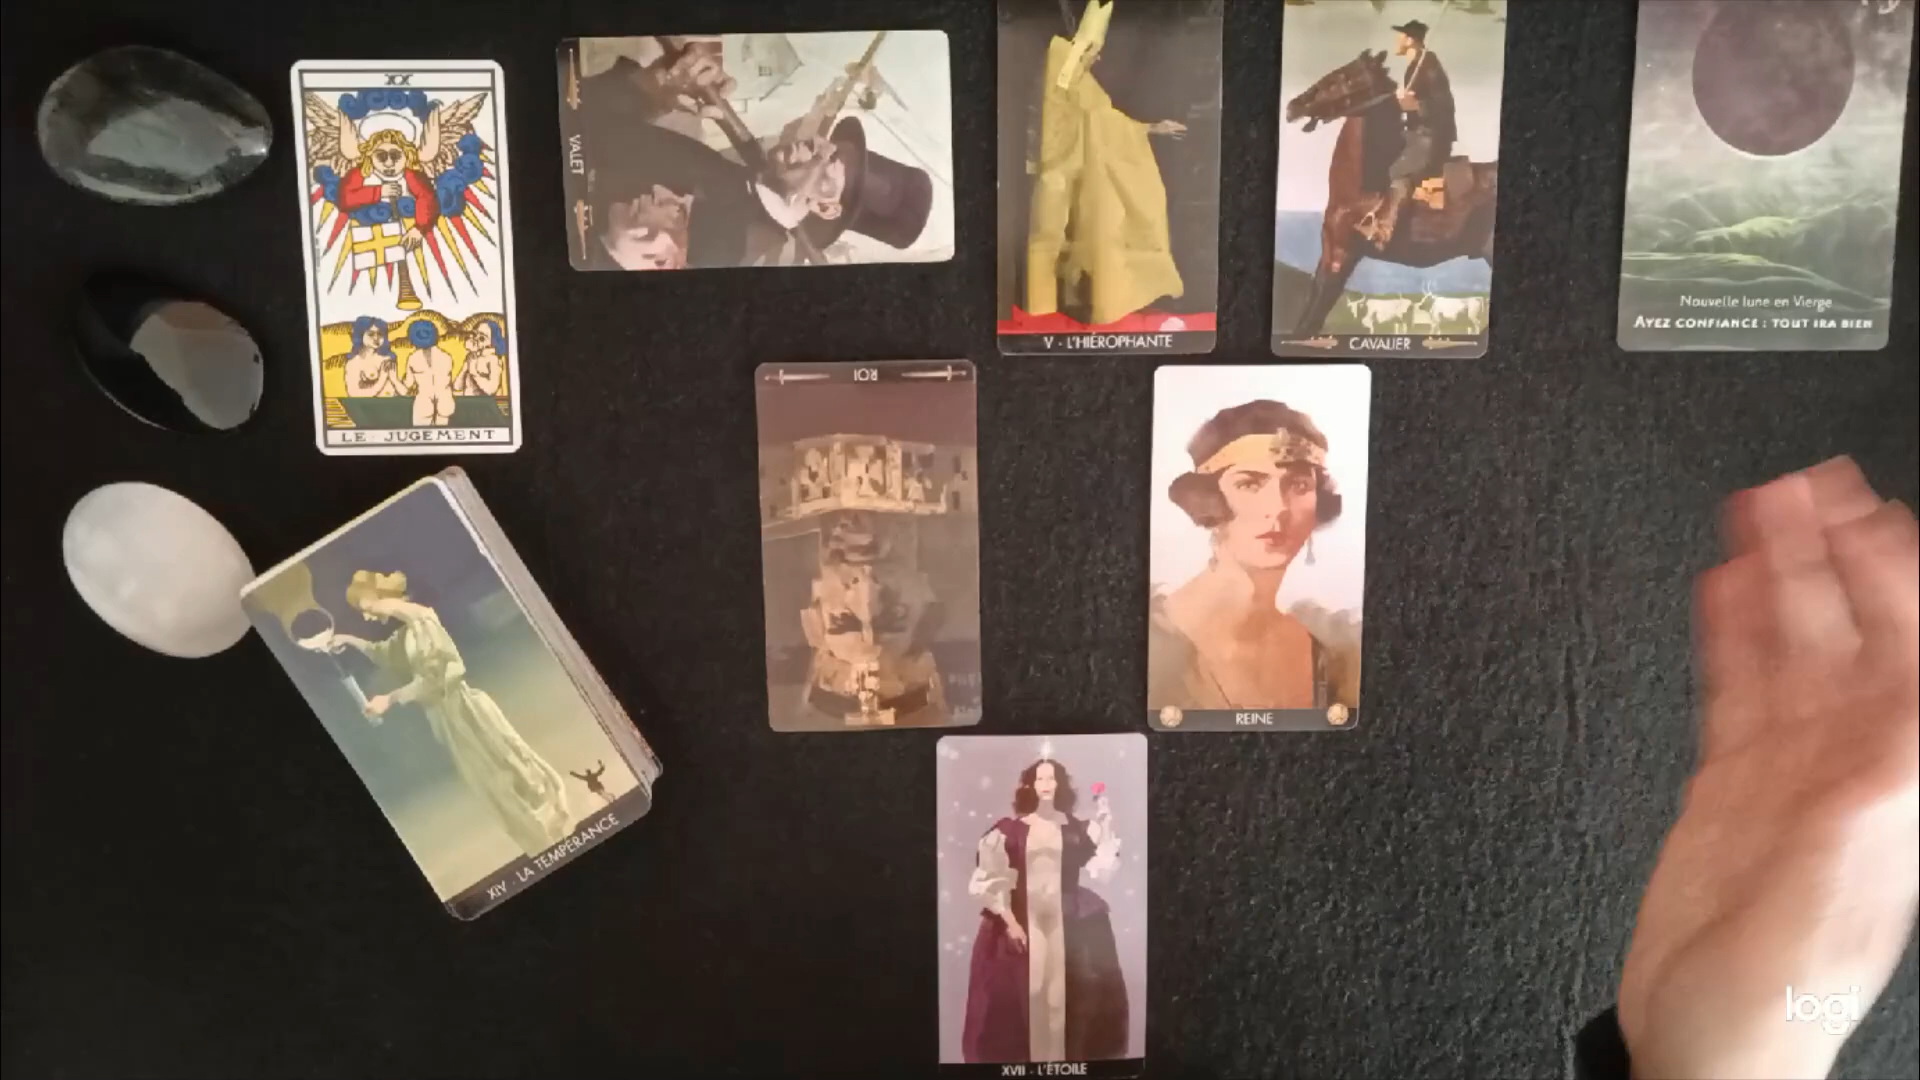 XX
LE JUGEMENT
VALET
V - L'HIÉROPHANTE
CAVALIER
Nouvelle lune en Vierge
AYEZ CONFIANCE : TOUT IRA BIEN
ROI
REINE
XIV - LA TEMPÉRANCE
XVII - L'ÉTOILE
logi